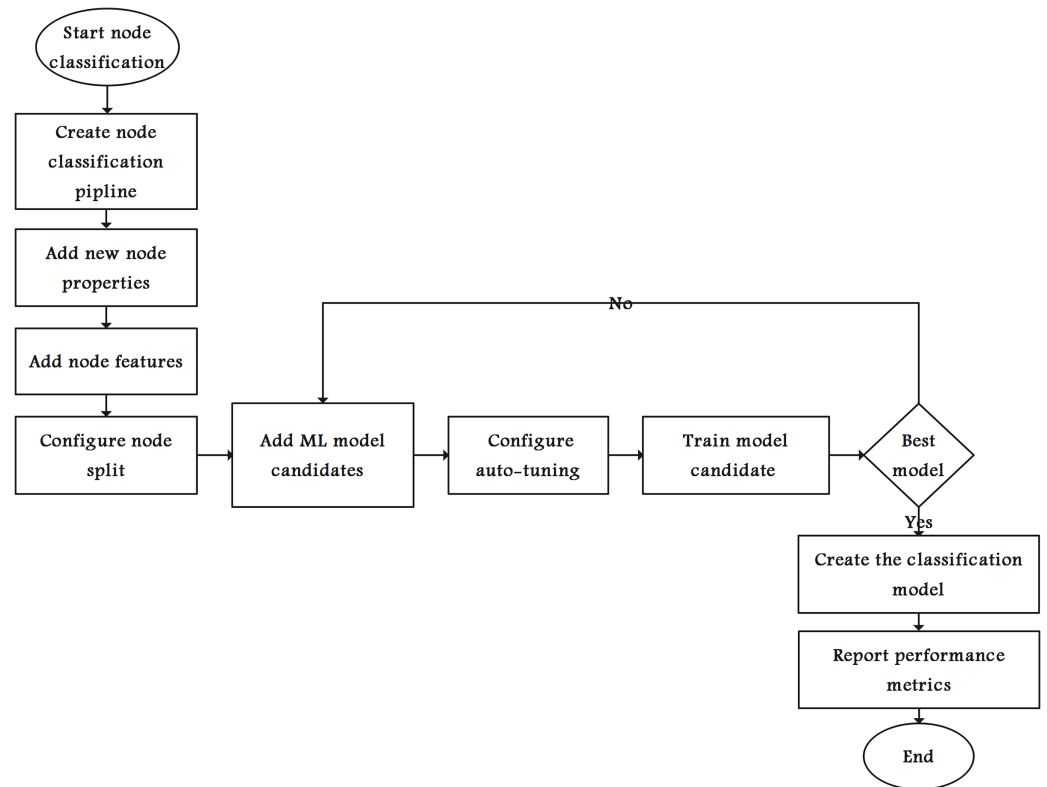 Start node
classification
Create node
classification
pipline
Add new node
properties
Add node features
Configure node
split
Add ML model
candidates
Configure
auto-tuning
Train model
candidate
Best
model
No
Yes
Create the classification
model
Report performance
metrics
End